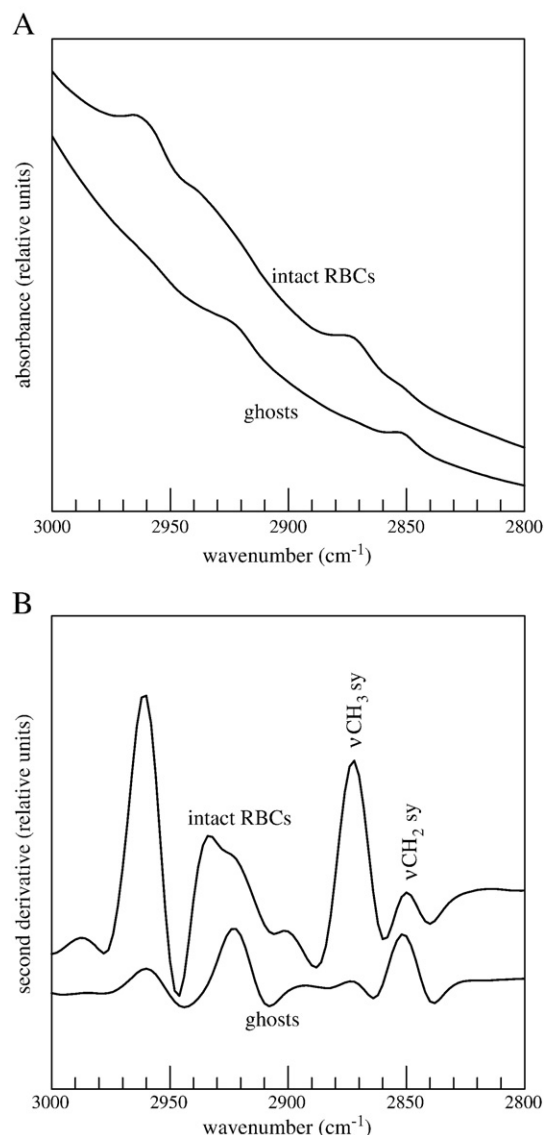 A
absorbance (relative units)
intact RBCs
ghosts
3000 2950 2900 2850 2800
wavenumber (cm⁻¹)
B
second derivative (relative units)
νCH₃ sy
νCH₂ sy
intact RBCs
ghosts
3000 2950 2900 2850 2800
wavenumber (cm⁻¹)